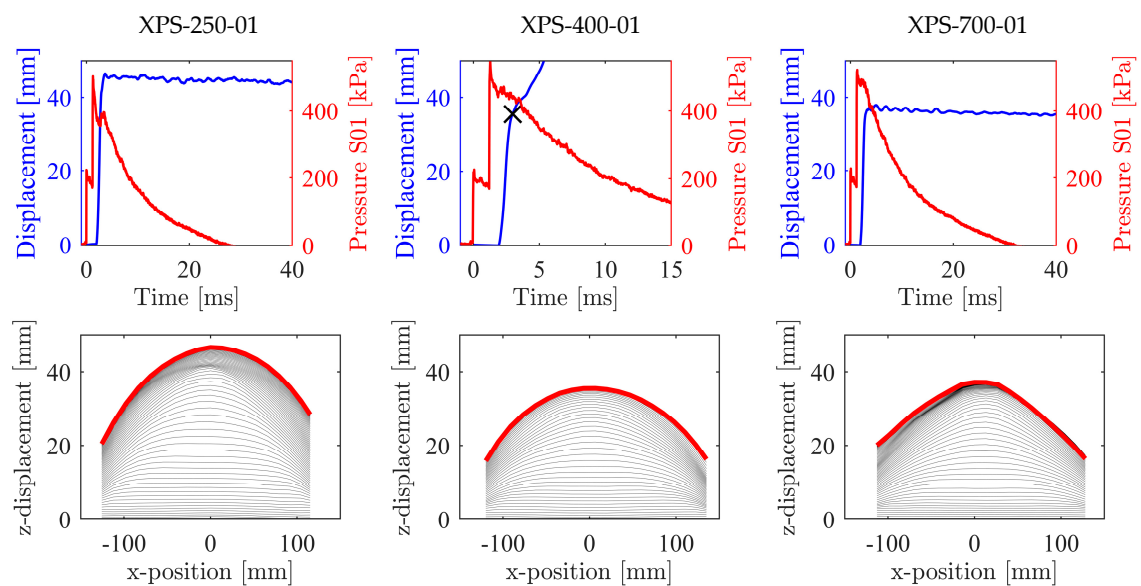 XPS-250-01
XPS-400-01
XPS-700-01
Displacement [mm]
40
20
0
Pressure S01 [kPa]
400
200
0
0
20
40
Time [ms]
Displacement [mm]
40
20
0
Pressure S01 [kPa]
400
200
0
0
5
10
15
Time [ms]
Displacement [mm]
40
20
0
Pressure S01 [kPa]
400
200
0
0
20
40
Time [ms]
z-displacement [mm]
40
20
0
-100
0
100
x-position [mm]
z-displacement [mm]
40
20
0
-100
0
100
x-position [mm]
z-displacement [mm]
40
20
0
-100
0
100
x-position [mm]